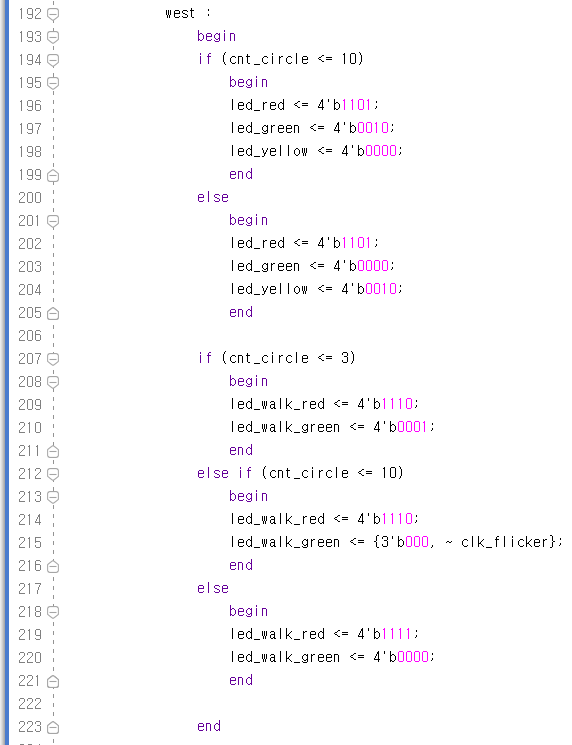 192 west :
193 begin
194 if (cnt_circle <= 10)
195 begin
196 led_red <= 4'b1101;
197 led_green <= 4'b0010;
198 led_yellow <= 4'b0000;
199 end
200 else
201 begin
202 led_red <= 4'b1101;
203 led_green <= 4'b0000;
204 led_yellow <= 4'b0010;
205 end
206
207 if (cnt_circle <= 3)
208 begin
209 led_walk_red <= 4'b1110;
210 led_walk_green <= 4'b0001;
211 end
212 else if (cnt_circle <= 10)
213 begin
214 led_walk_red <= 4'b1110;
215 led_walk_green <= {3'b000, ~ clk_flicker};
216 end
217 else
218 begin
219 led_walk_red <= 4'b1111;
220 led_walk_green <= 4'b0000;
221 end
222
223 end